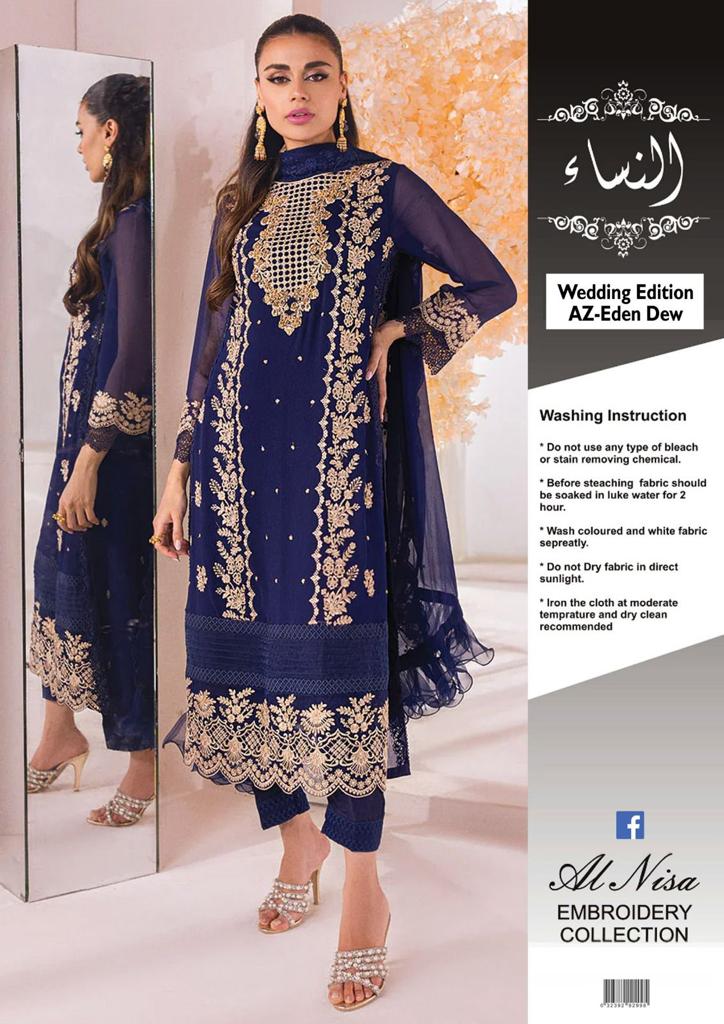 النساء
Wedding Edition
AZ-Eden Dew
Washing Instruction
* Do not use any type of bleach
or stain removing chemical.
* Before steaching fabric should
be soaked in luke water for 2
hour.
* Wash coloured and white fabric
sepreatly.
* Do not Dry fabric in direct
sunlight.
* Iron the cloth at moderate
temprature and dry clean
recommended
f
Al Nisa
EMBROIDERY
COLLECTION
6 32392 82998